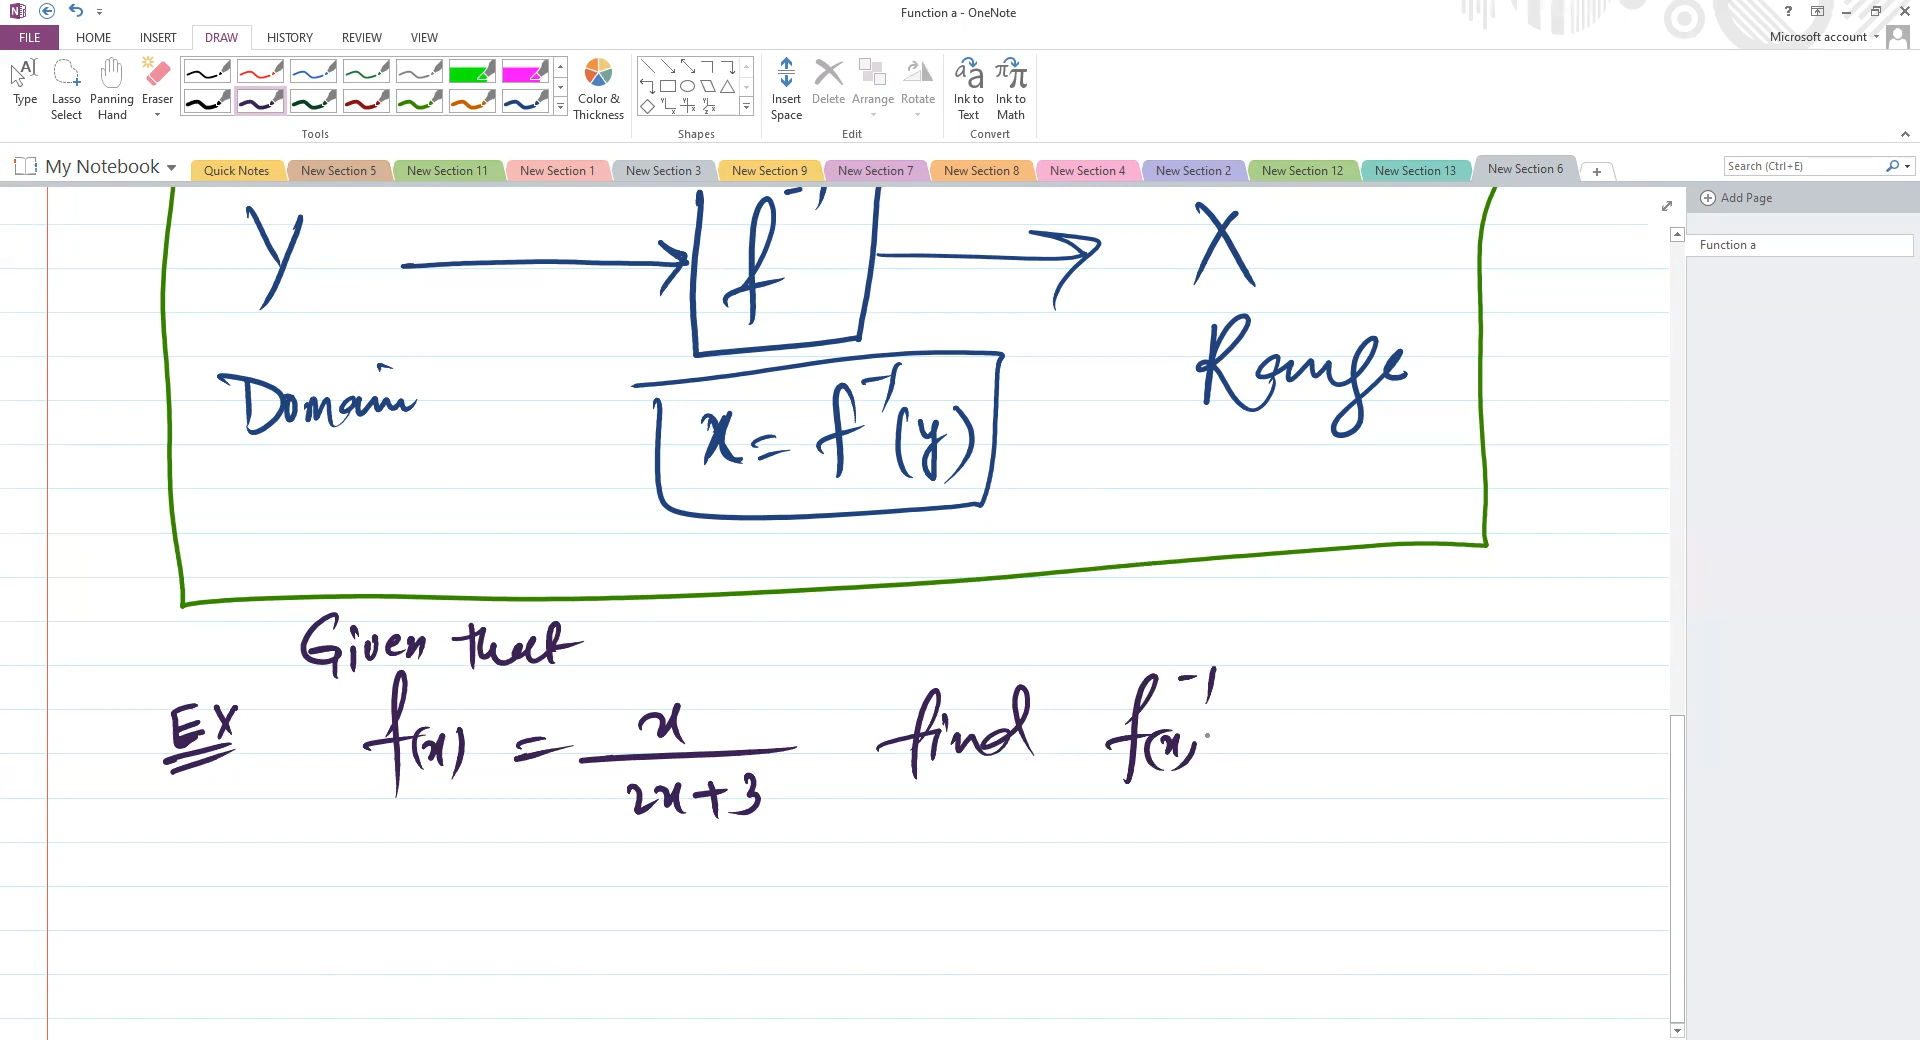 Function a - OneNote
?
FILE HOME INSERT DRAW HISTORY REVIEW VIEW
Microsoft account
Type
Lasso Select
Panning Hand
Eraser
Color & Thickness
Insert Space
Delete
Arrange
Rotate
Ink to Text
Ink to Math
Tools
Shapes
Edit
Convert
My Notebook
Quick Notes New Section 5 New Section 11 New Section 1 New Section 3 New Section 9 New Section 7 New Section 8 New Section 4 New Section 2 New Section 12 New Section 13 New Section 6
Search (Ctrl+E)
Add Page
Function a
Y f⁻¹ X
Domain Range
x = f⁻¹(y)
Given that
EX f(x) = x / 2x+3 find f⁻¹(x)